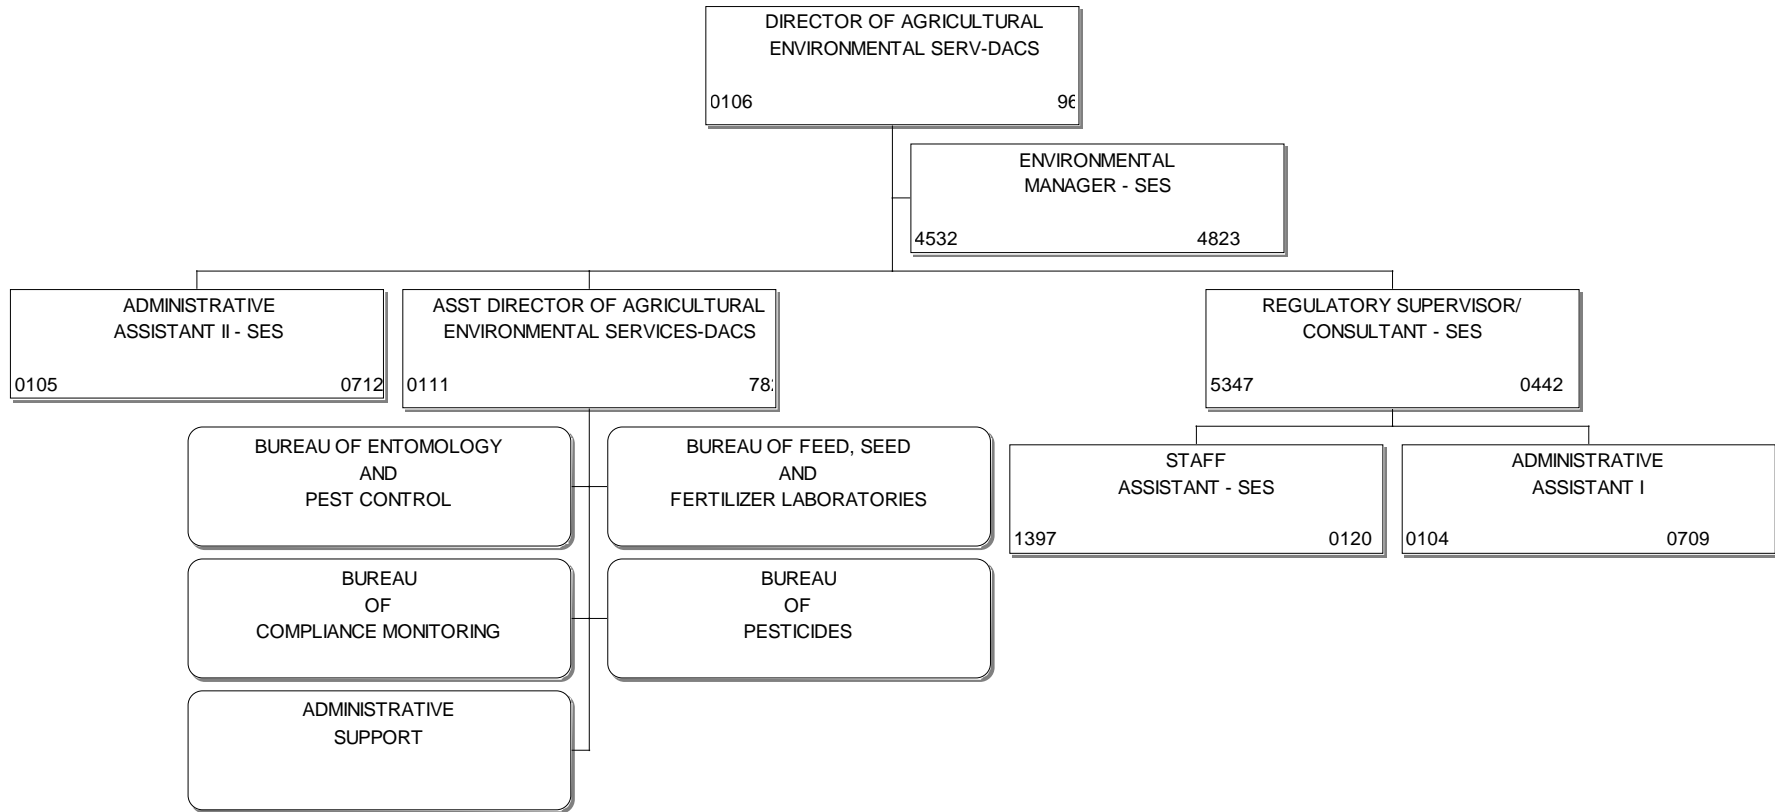 DIRECTOR OF AGRICULTURAL
ENVIRONMENTAL SERV-DACS
0106 96
ENVIRONMENTAL
MANAGER - SES
4532 4823
ADMINISTRATIVE
ASSISTANT II - SES
0105 0712
ASST DIRECTOR OF AGRICULTURAL
ENVIRONMENTAL SERVICES-DACS
0111 78
REGULATORY SUPERVISOR/
CONSULTANT - SES
5347 0442
BUREAU OF ENTOMOLOGY
AND
PEST CONTROL
BUREAU OF FEED, SEED
AND
FERTILIZER LABORATORIES
STAFF
ASSISTANT - SES
1397 0120
ADMINISTRATIVE
ASSISTANT I
0104 0709
BUREAU
OF
COMPLIANCE MONITORING
BUREAU
OF
PESTICIDES
ADMINISTRATIVE
SUPPORT